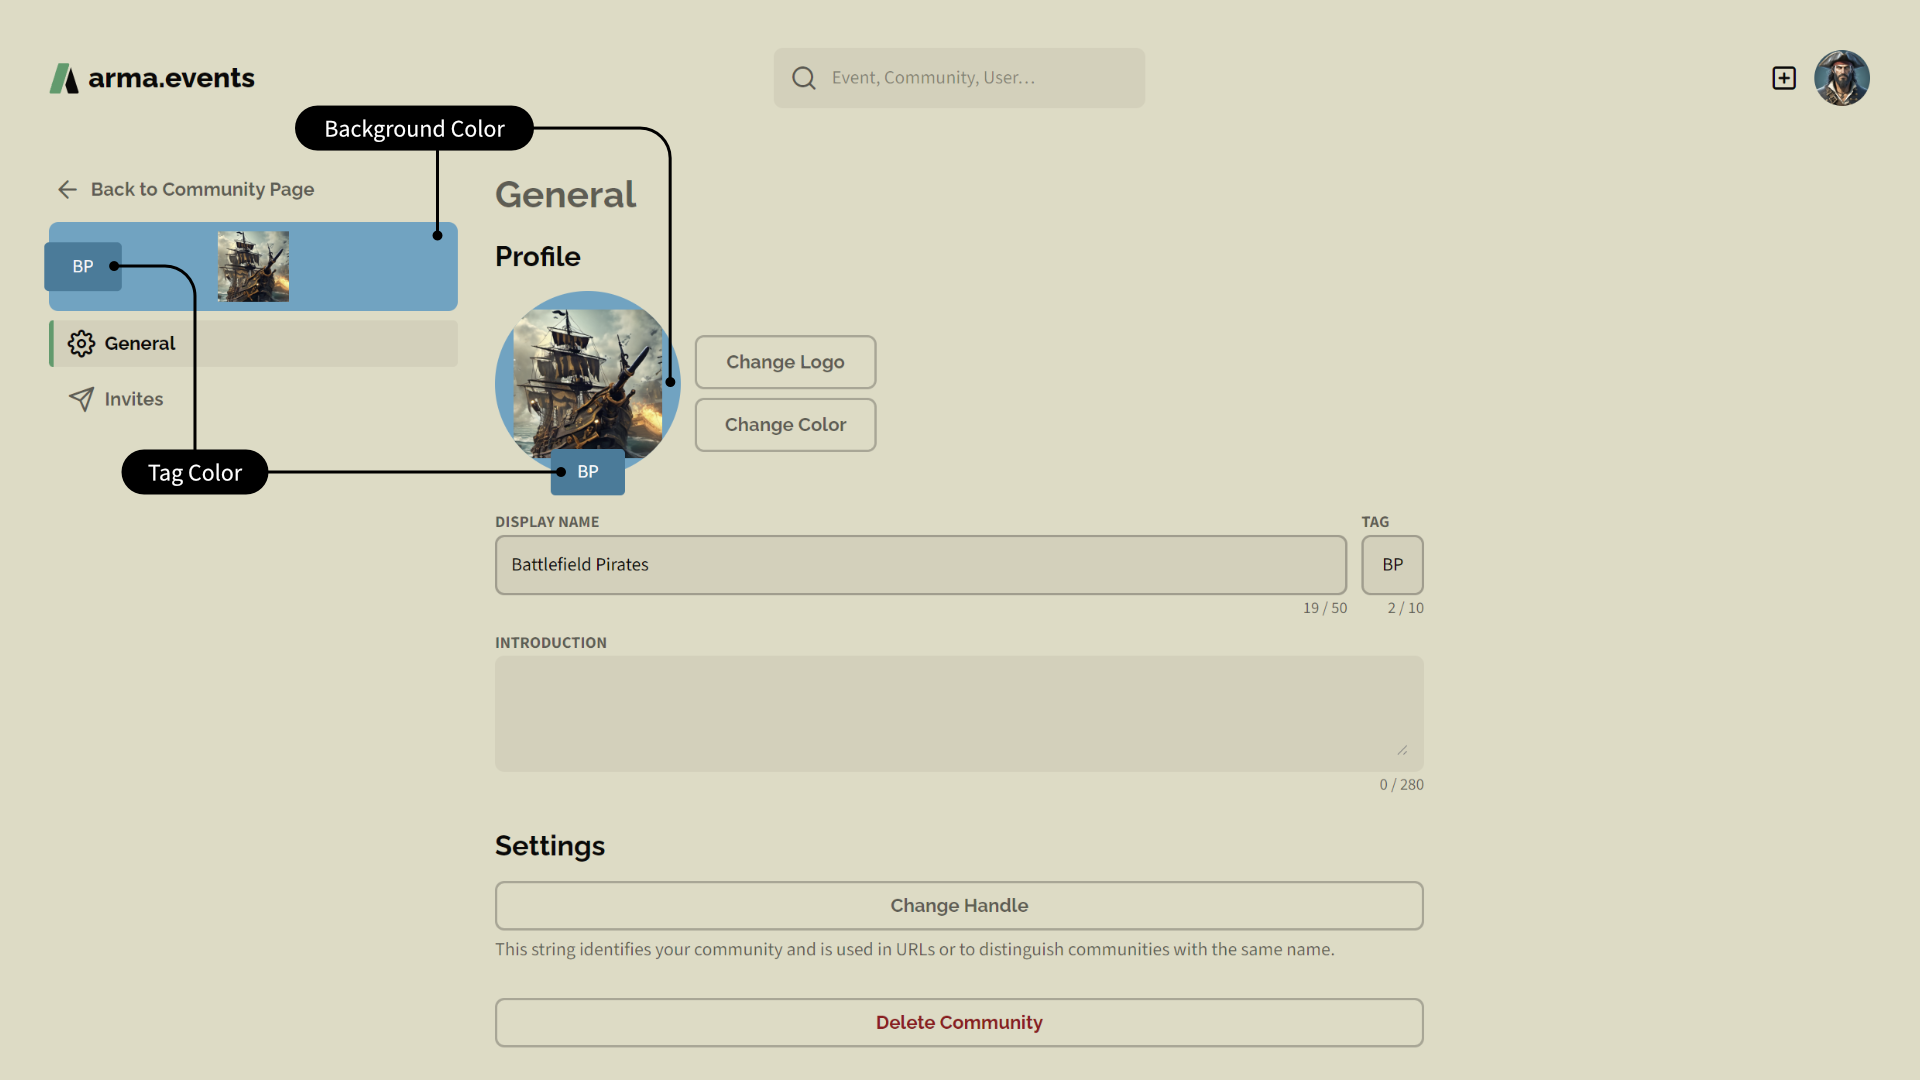 arma.events
Event, Community, User...
Background Color
Back to Community Page
BP
General
Invites
Tag Color
General
Profile
BP
Change Logo
Change Color
DISPLAY NAME
Battlefield Pirates
19 / 50
TAG
BP
2 / 10
INTRODUCTION
0 / 280
Settings
Change Handle
This string identifies your community and is used in URLs or to distinguish communities with the same name.
Delete Community